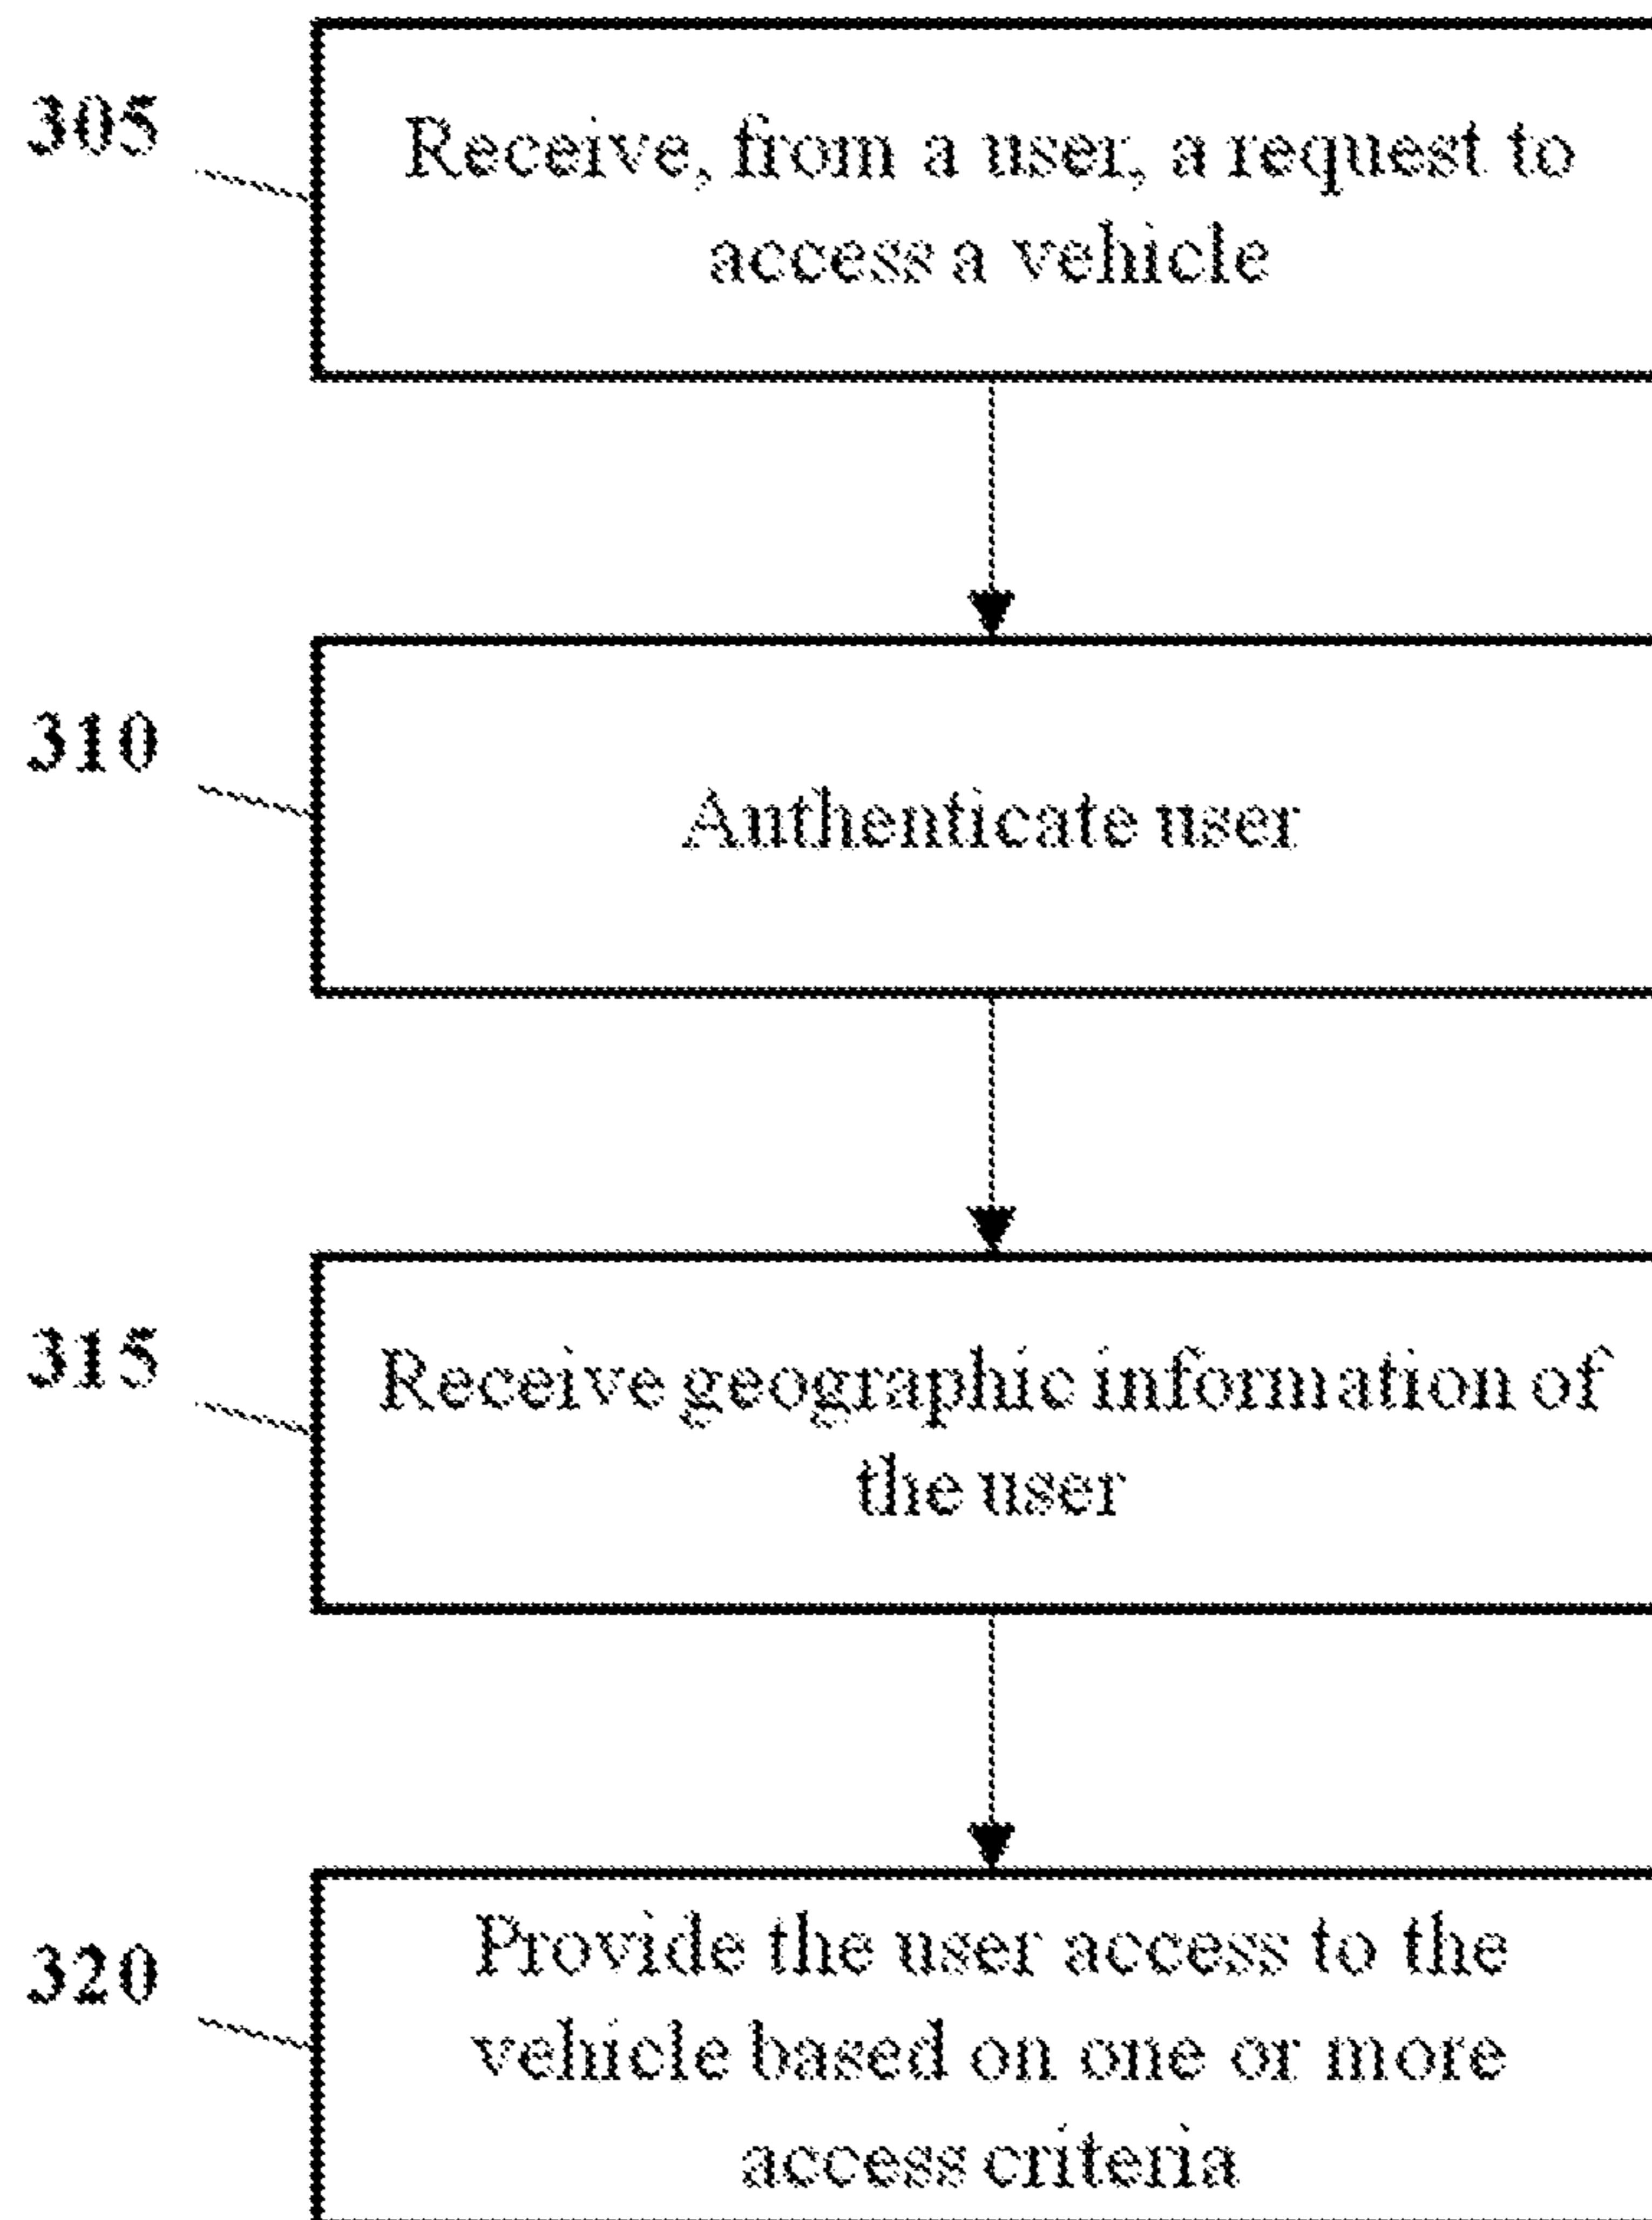 305
Receive, from a user, a request to
access a vehicle
310
Authenticate user
315
Receive geographic information of
the user
320
Provide the user access to the
vehicle based on one or more
access criteria